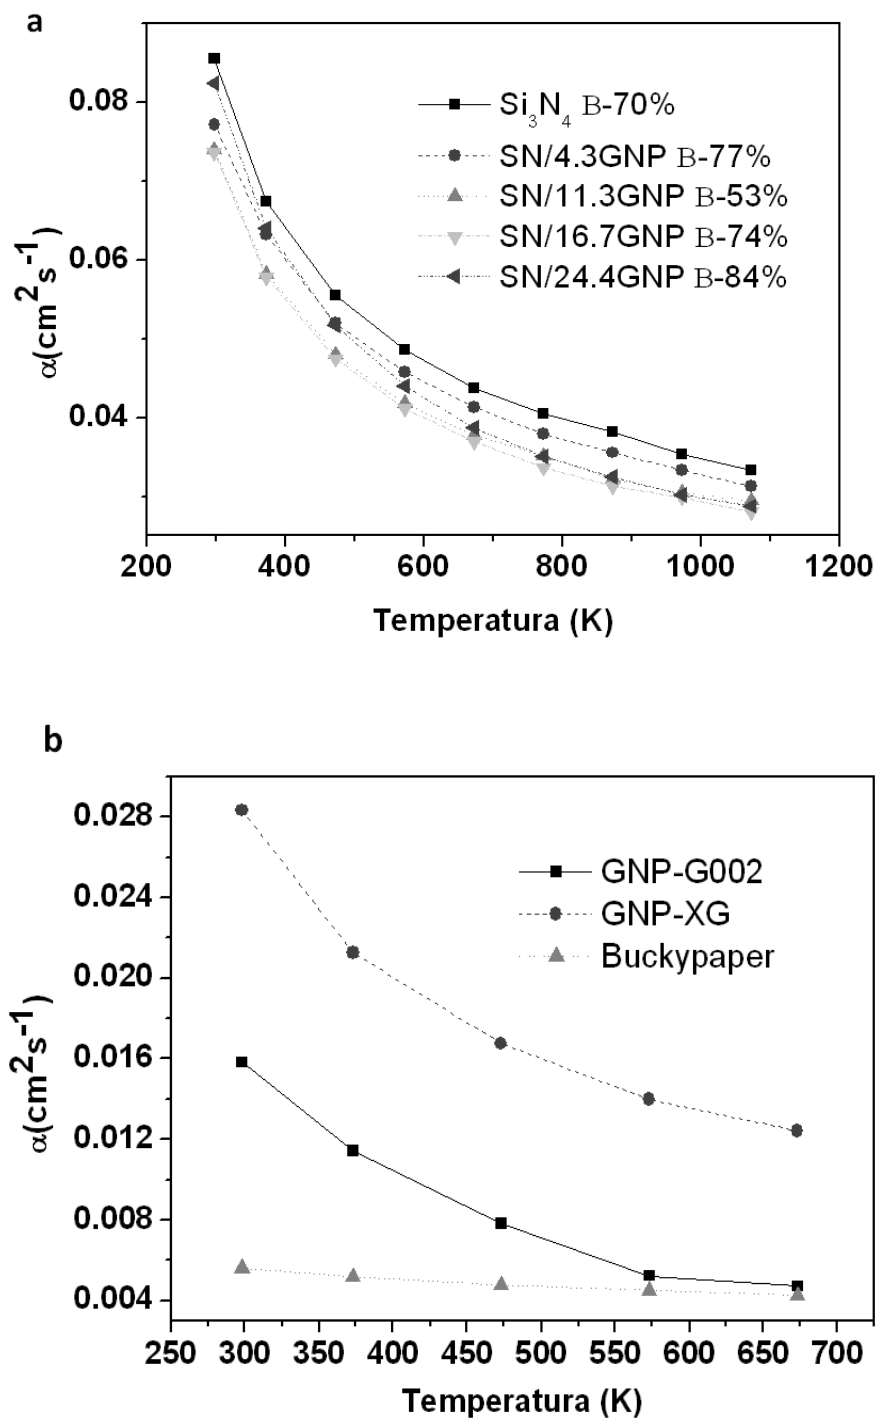 a
Si₃N₄ B-70%
SN/4.3GNP B-77%
SN/11.3GNP B-53%
SN/16.7GNP B-74%
SN/24.4GNP B-84%
0.08
0.06
0.04
α(cm²s⁻¹)
200 400 600 800 1000 1200
Temperatura (K)
b
GNP-G002
GNP-XG
Buckypaper
0.028
0.024
0.020
0.016
0.012
0.008
0.004
α(cm²s⁻¹)
250 300 350 400 450 500 550 600 650 700
Temperatura (K)